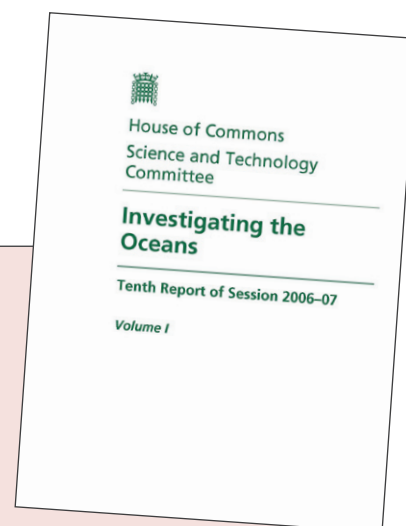 House of Commons
Science and Technology
Committee
Investigating the
Oceans
Tenth Report of Session 2006–07
Volume I